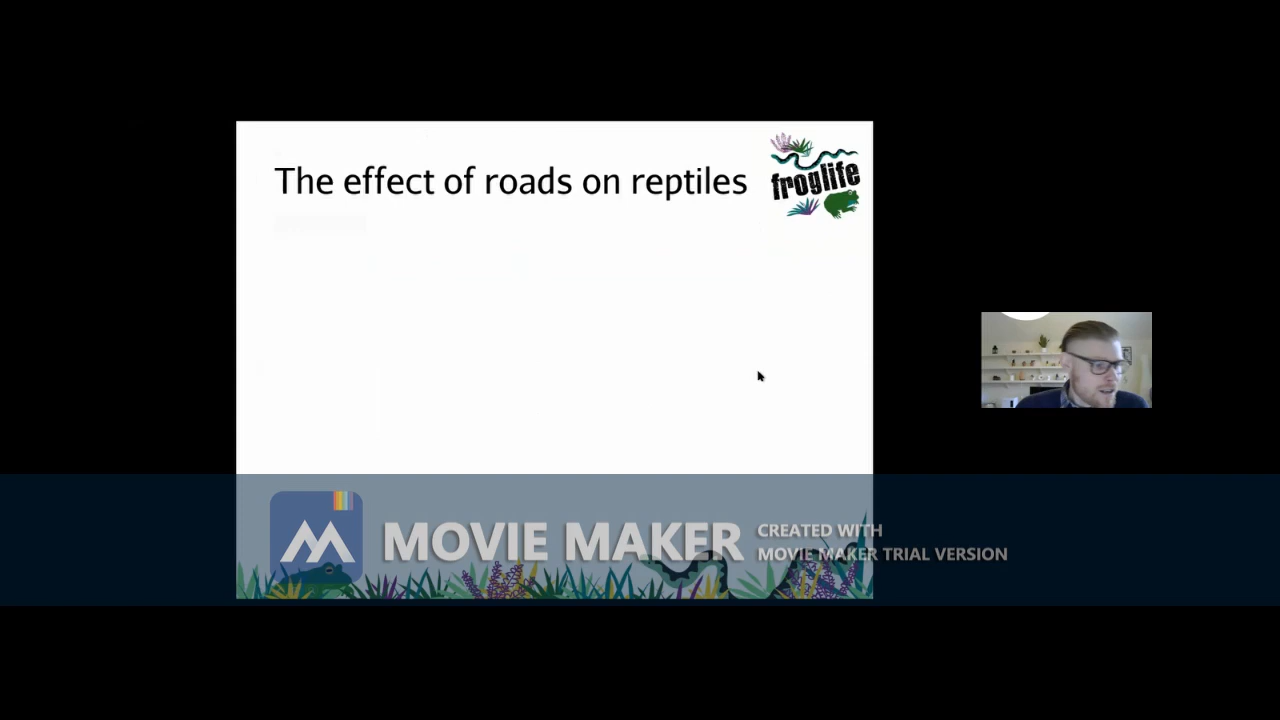 The effect of roads on reptiles
froglife
MOVIE MAKER
CREATED WITH
MOVIE MAKER TRIAL VERSION